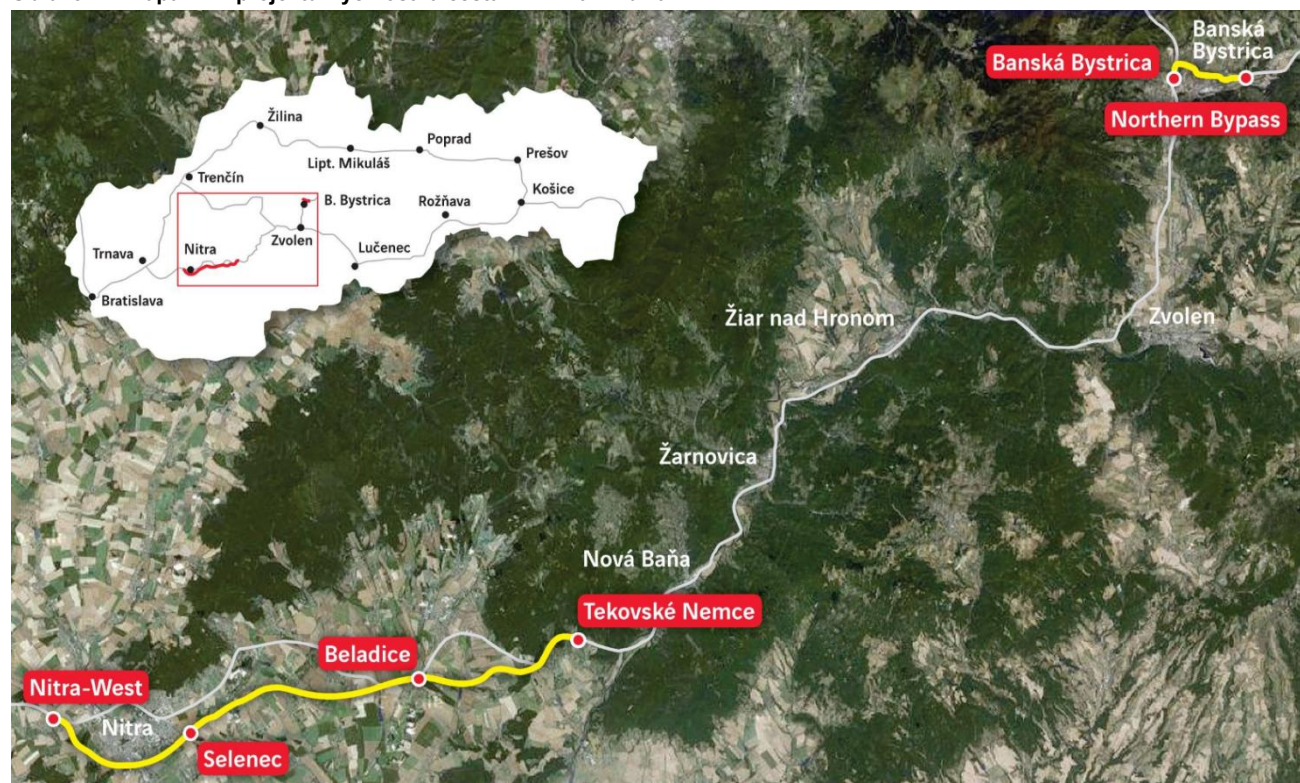 Banská
Bystrica
Banská Bystrica
Northern Bypass
Žilina
Poprad
Lipt. Mikuláš
Prešov
Trenčín
Košice
B. Bystrica
Rožňava
Zvolen
Lučenec
Trnava
Nitra
Bratislava
Žiar nad Hronom
Zvolen
Žarnovica
Nová Baňa
Tekovské Nemce
Beladice
Nitra-West
Nitra
Selenec